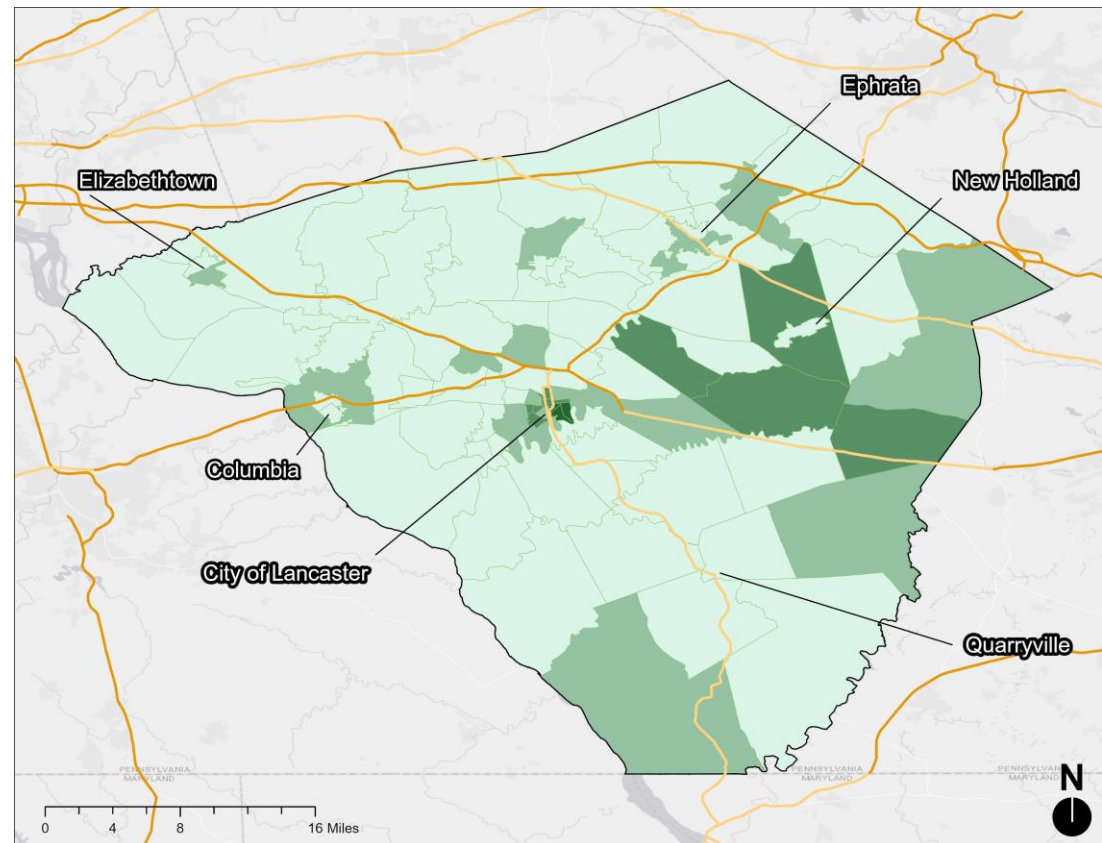 Ephrata
Elizabethtown
New Holland
Columbia
City of Lancaster
Quarryville
PENNSYLVANIA
MARYLAND
PENNSYLVANIA
MARYLAND
PENNSYLVANIA
MARYLAND
N
0 4 8 16 Miles